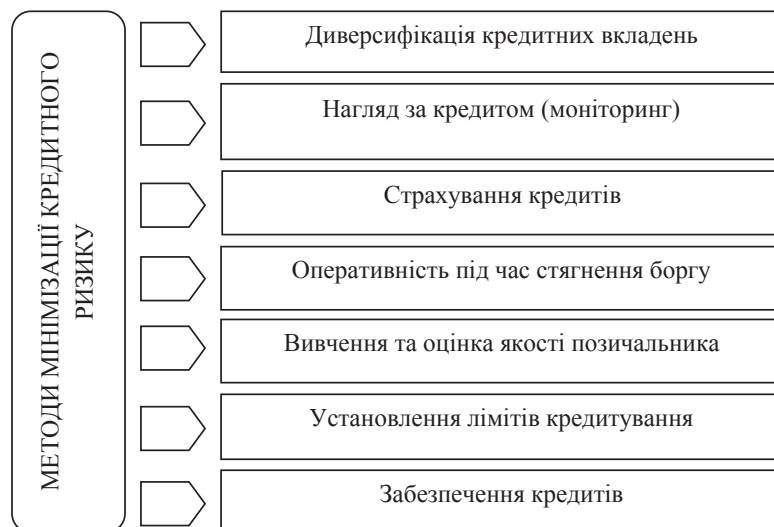 МЕТОДИ МІНІМІЗАЦІЇ КРЕДИТНОГО
РИЗИКУ
Диверсифікація кредитних вкладень
Нагляд за кредитом (моніторинг)
Страхування кредитів
Оперативність під час стягнення боргу
Вивчення та оцінка якості позичальника
Установлення лімітів кредитування
Забезпечення кредитів